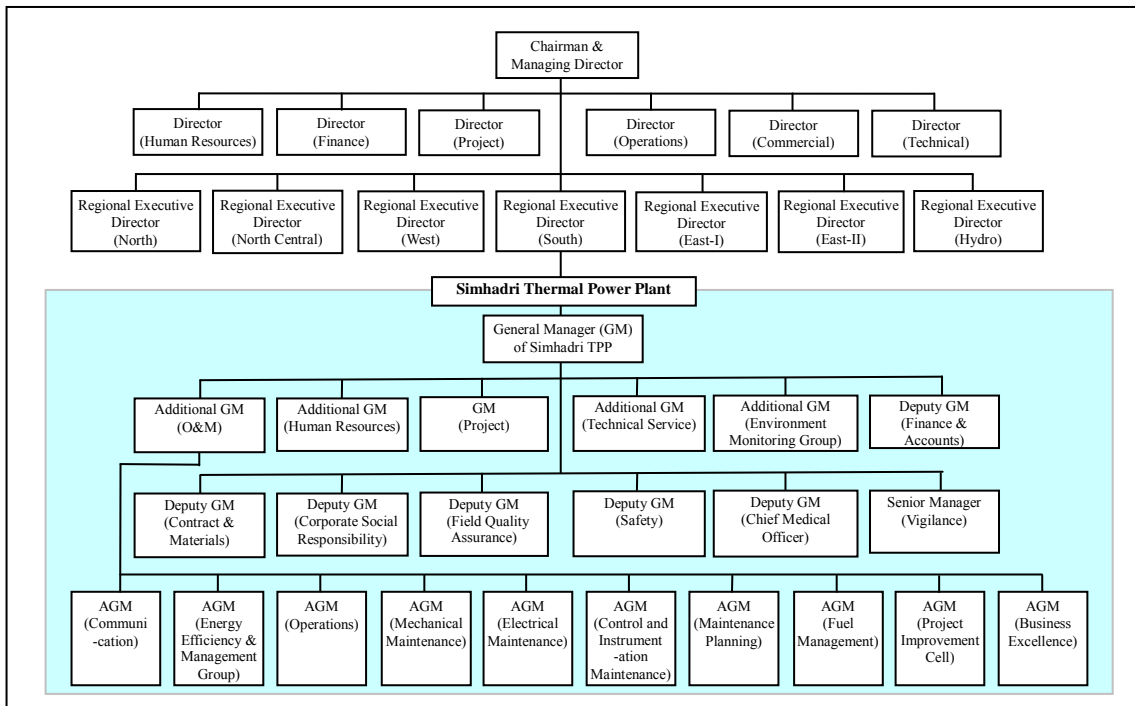 Chairman &
Managing Director
Director
(Human Resources)
Director
(Finance)
Director
(Project)
Director
(Operations)
Director
(Commercial)
Director
(Technical)
Regional Executive
Director
(North)
Regional Executive
Director
(North Central)
Regional Executive
Director
(West)
Regional Executive
Director
(South)
Regional Executive
Director
(East-I)
Regional Executive
Director
(East-II)
Regional Executive
Director
(Hydro)
Simhadri Thermal Power Plant
General Manager (GM)
of Simhadri TPP
Additional GM
(O&M)
Additional GM
(Human Resources)
GM
(Project)
Additional GM
(Technical Service)
Additional GM
(Environment
Monitoring Group)
Deputy GM
(Finance &
Accounts)
Deputy GM
(Contract &
Materials)
Deputy GM
(Corporate Social
Responsibility)
Deputy GM
(Field Quality
Assurance)
Deputy GM
(Safety)
Deputy GM
(Chief Medical
Officer)
Senior Manager
(Vigilance)
AGM
(Communi
-cation)
AGM
(Energy
Efficiency &
Management
Group)
AGM
(Operations)
AGM
(Mechanical
Maintenance)
AGM
(Electrical
Maintenance)
AGM
(Control and
Instrument
-ation
Maintenance)
AGM
(Maintenance
Planning)
AGM
(Fuel
Management)
AGM
(Project
Improvement
Cell)
AGM
(Business
Excellence)